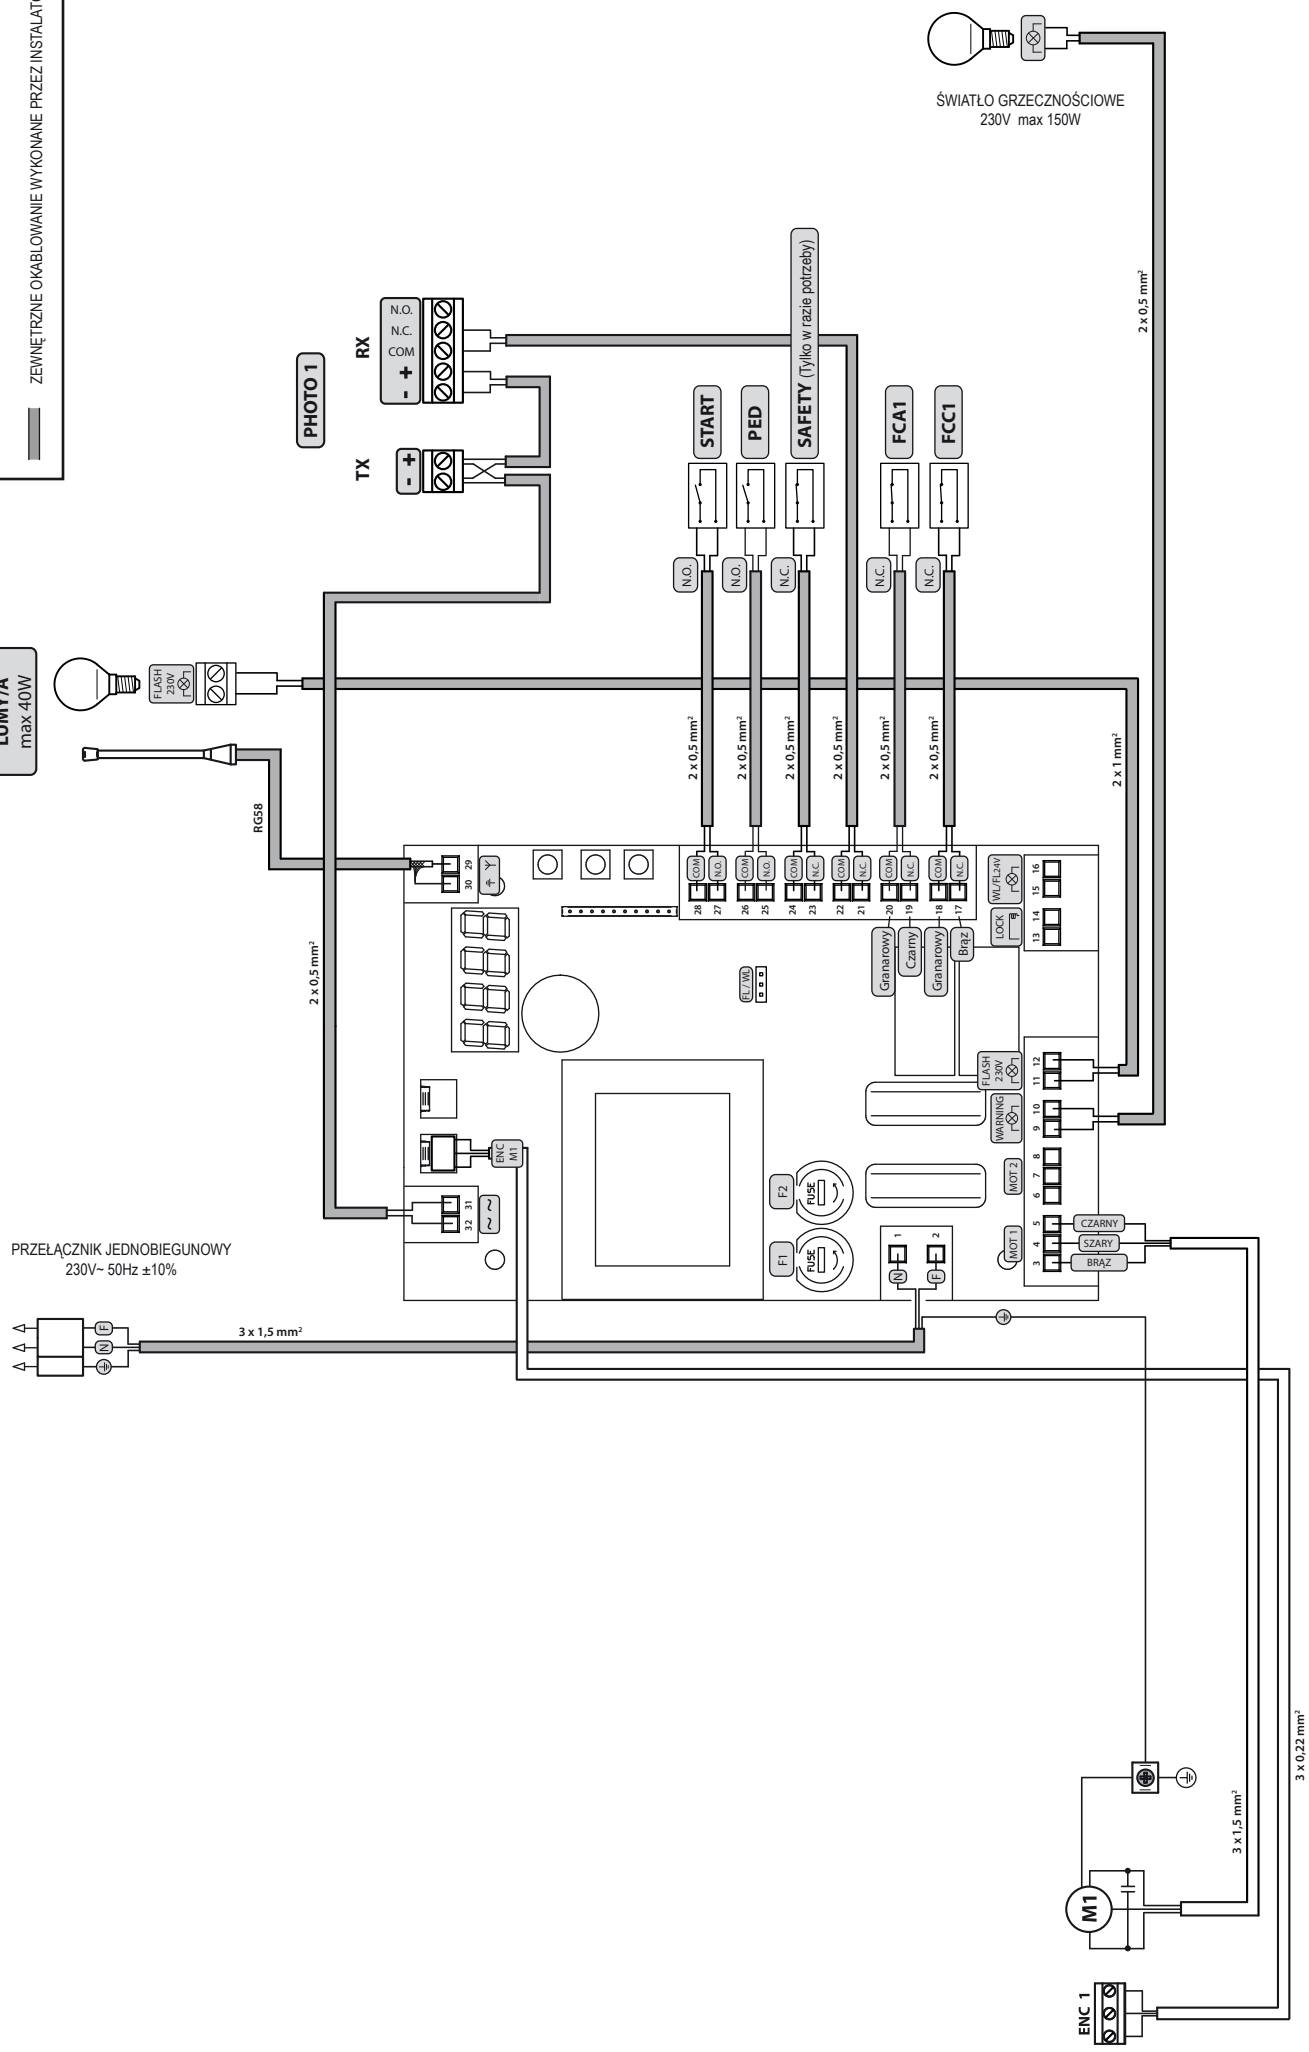 ZEWNĘTRZNE OKABLOWANIE WYKONANE PRZEZ
LUMY/A
max 40W
FLASH
230V
RG58
ŚWIATŁO GRZECZNOŚCIOWE
230V max 150W
PHOTO 1
TX
- +
RX
- + COM N.C. N.O.
START
PED
SAFETY (Tylko w razie potrzeby)
FCA1
FCC1
N.O.
N.O.
N.C.
N.C.
N.C.
2 x 0,5 mm²
2 x 0,5 mm²
2 x 0,5 mm²
2 x 0,5 mm²
2 x 0,5 mm²
2 x 0,5 mm²
2 x 0,5 mm²
2 x 1 mm²
2 x 0,5 mm²
29
30
COM
N.O.
COM
N.O.
COM
N.C.
COM
N.C.
COM
N.C.
COM
N.C.
28
27
26
25
24
23
22
21
20
19
18
17
Granarowy
Czarny
Granarowy
Brąz
FL / WL
WL/FL24V
LOCK
16
15
14
13
FLASH
230V
WARNING
MOT 2
MOT 1
12
11
10
9
8
7
6
5
4
3
CZARNY
SZARY
BRĄZ
ENC
M1
31
32
~ ~
F2
FUSE
F1
FUSE
1
2
N
F
PRZEŁĄCZNIK JEDNOBIEGUNOWY
230V~ 50Hz ±10%
F
N
3 x 1,5 mm²
3 x 1,5 mm²
3 x 0,22 mm²
M1
ENC 1